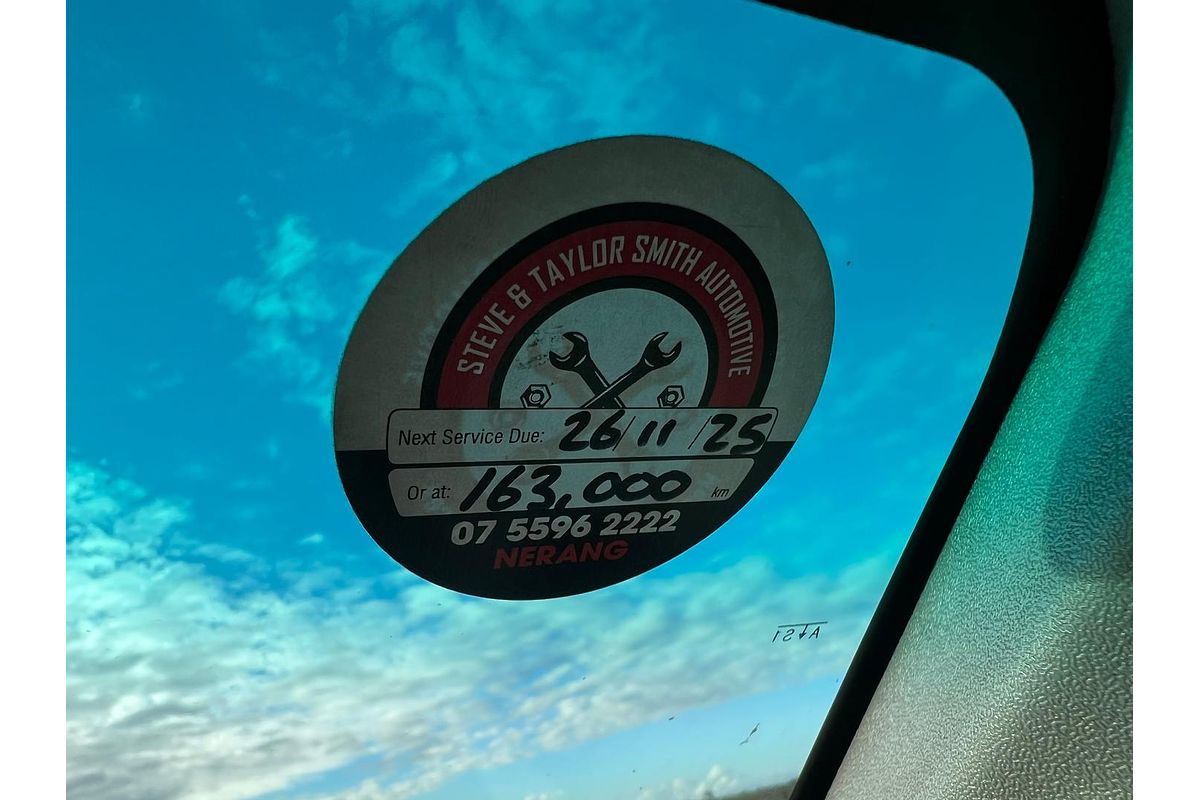 STEVE & TAYLOR SMITH AUTOMOTIVE
Next Service Due: 26/11/25
Or at: 163,000 km
07 5596 2222
NERANG
AS1